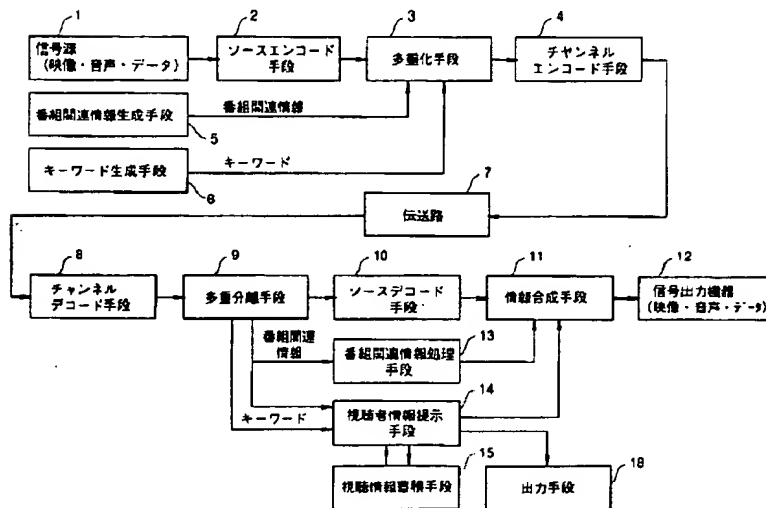 1
2
3
4
信号源
(映像・音声・データ)
ソースエンコード
手段
多重化手段
チャンネル
エンコード手段
番組関連情報生成手段
番組関連情報
5
キーワード生成手段
キーワード
6
7
伝送路
8
9
10
11
12
チャンネル
デコード手段
多重分離手段
ソースデコード
手段
情報合成手段
信号出力機器
(映像・音声・データ)
番組関連
情報
13
番組関連情報処理
手段
14
キーワード
視聴者情報提示
手段
15
視聴情報蓄積手段
出力手段
18